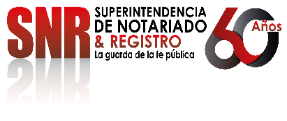 SNR
SUPERINTENDENCIA
DE NOTARIADO
& REGISTRO
La guarda de la fe pública
60 Años